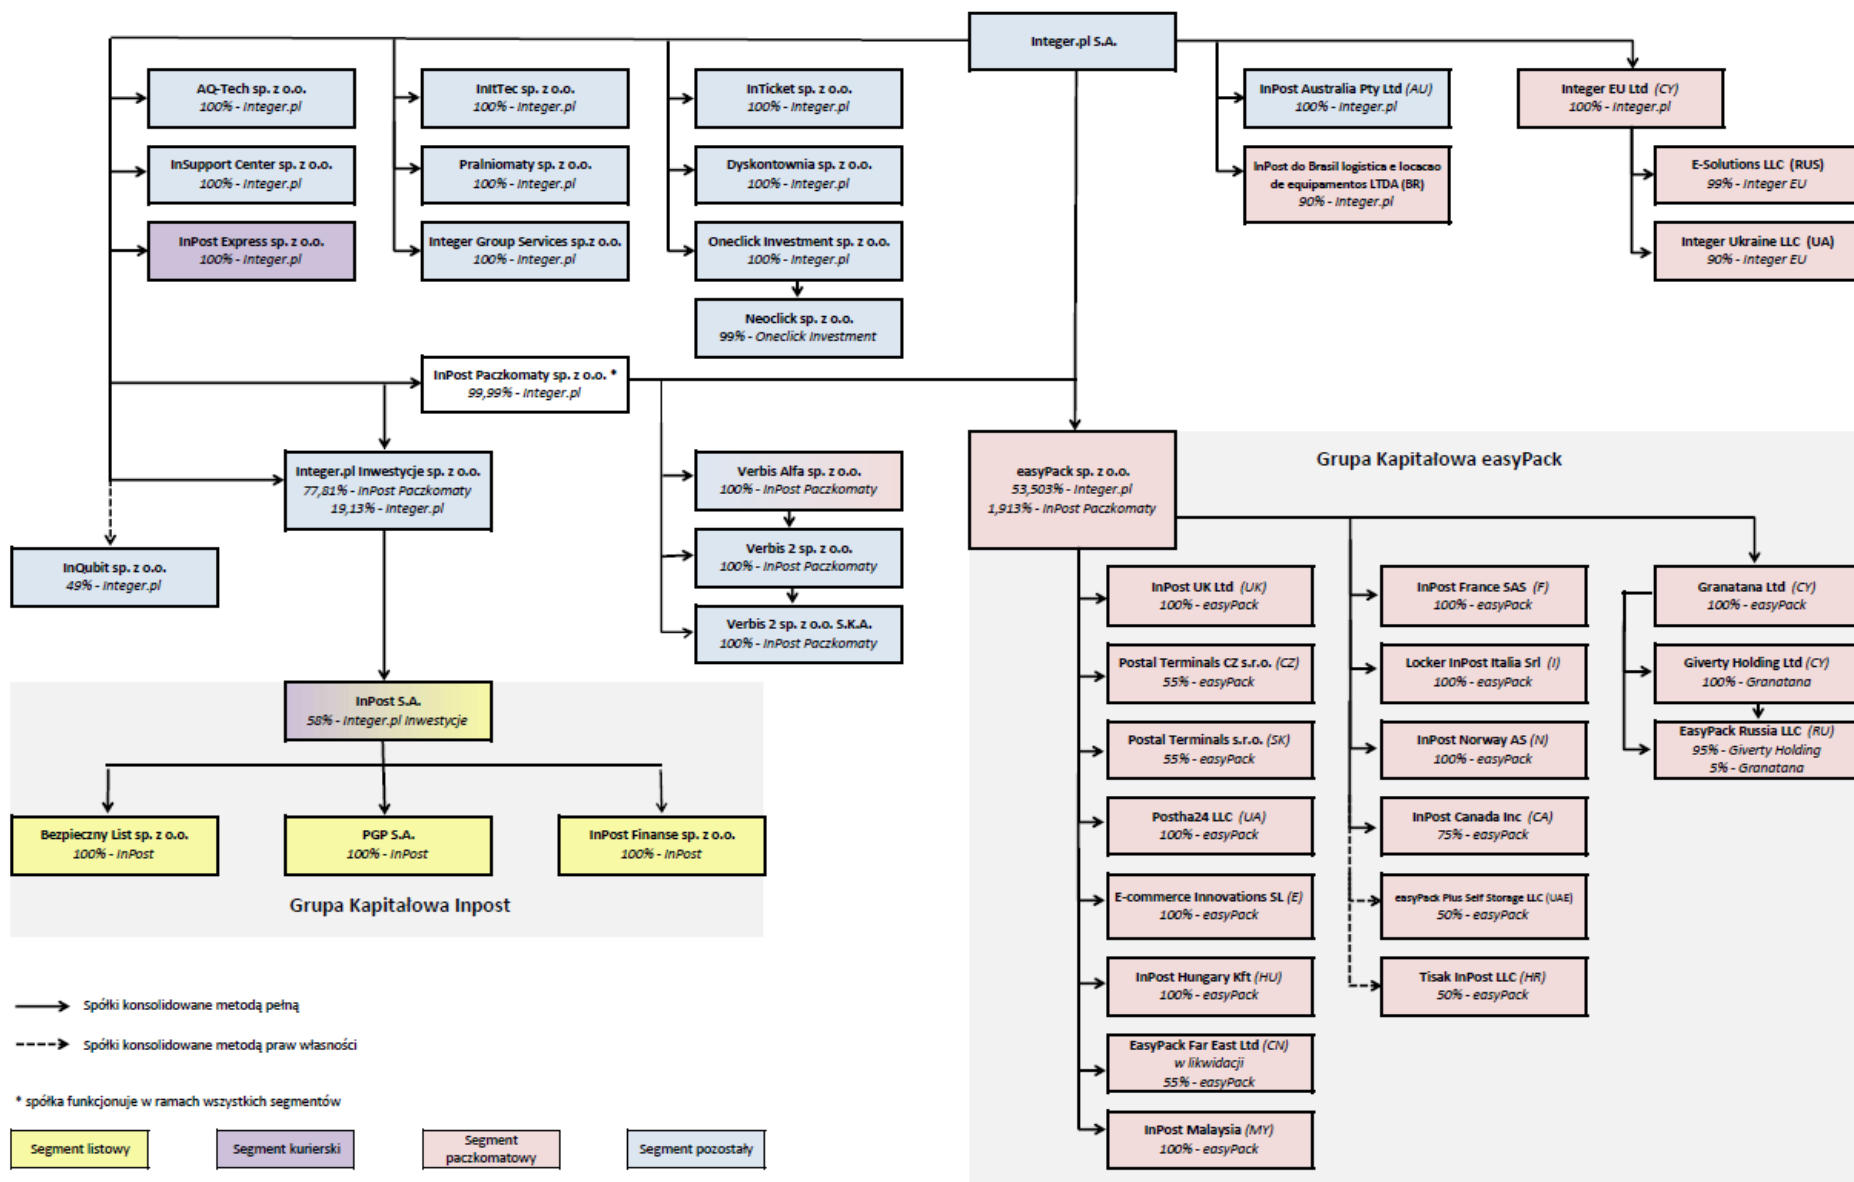 Integer.pl S.A.
AQ-Tech sp. z o.o.
100% - Integer.pl
InItTec sp. z o.o.
100% - Integer.pl
InTicket sp. z o.o.
100% - Integer.pl
InPost Australia Pty Ltd (AU)
100% - Integer.pl
Integer EU Ltd (CY)
100% - Integer.pl
InSupport Center sp. z o.o.
100% - Integer.pl
Pralniomaty sp. z o.o.
100% - Integer.pl
Dyskontownia sp. z o.o.
100% - Integer.pl
InPost do Brasil logística e locacao
de equipamentos LTDA (BR)
90% - Integer.pl
E-Solutions LLC (RUS)
99% - Integer EU
InPost Express sp. z o.o.
100% - Integer.pl
Integer Group Services sp.z o.o.
100% - Integer.pl
Oneclick Investment sp. z o.o.
100% - Integer.pl
Integer Ukraine LLC (UA)
90% - Integer EU
Neoclick sp. z o.o.
99% - Oneclick Investment
InPost Paczkomaty sp. z o.o. *
99,99% - Integer.pl
Integer.pl Inwestycje sp. z o.o.
77,81% - InPost Paczkomaty
19,13% - Integer.pl
Verbis Alfa sp. z o.o.
100% - InPost Paczkomaty
easyPack sp. z o.o.
53,503% - Integer.pl
1,913% - InPost Paczkomaty
Grupa Kapitałowa easyPack
InQubit sp. z o.o.
49% - Integer.pl
Verbis 2 sp. z o.o.
100% - InPost Paczkomaty
Verbis 2 sp. z o.o. S.K.A.
100% - InPost Paczkomaty
InPost UK Ltd (UK)
100% - easyPack
InPost France SAS (F)
100% - easyPack
Granatana Ltd (CY)
100% - easyPack
Postal Terminals CZ s.r.o. (CZ)
55% - easyPack
Locker InPost Italia Srl (I)
100% - easyPack
Giverty Holding Ltd (CY)
100% - Granatana
InPost S.A.
58% - Integer.pl Inwestycje
Postal Terminals s.r.o. (SK)
55% - easyPack
InPost Norway AS (N)
100% - easyPack
EasyPack Russia LLC (RU)
95% - Giverty Holding
5% - Granatana
Bezpieczny List sp. z o.o.
100% - InPost
PGP S.A.
100% - InPost
InPost Finanse sp. z o.o.
100% - InPost
Postha24 LLC (UA)
100% - easyPack
InPost Canada Inc (CA)
75% - easyPack
Grupa Kapitałowa Inpost
E-commerce Innovations SL (E)
100% - easyPack
easyPack Plus Self Storage LLC (UAE)
50% - easyPack
InPost Hungary Kft (HU)
100% - easyPack
Tisak InPost LLC (HR)
50% - easyPack
EasyPack Far East Ltd (CN)
w likwidacji
55% - easyPack
InPost Malaysia (MY)
100% - easyPack
Spółki konsolidowane metodą pełną
Spółki konsolidowane metodą praw własności
* spółka funkcjonuje w ramach wszystkich segmentów
Segment listowy
Segment kurierski
Segment
paczkomatowy
Segment pozostały